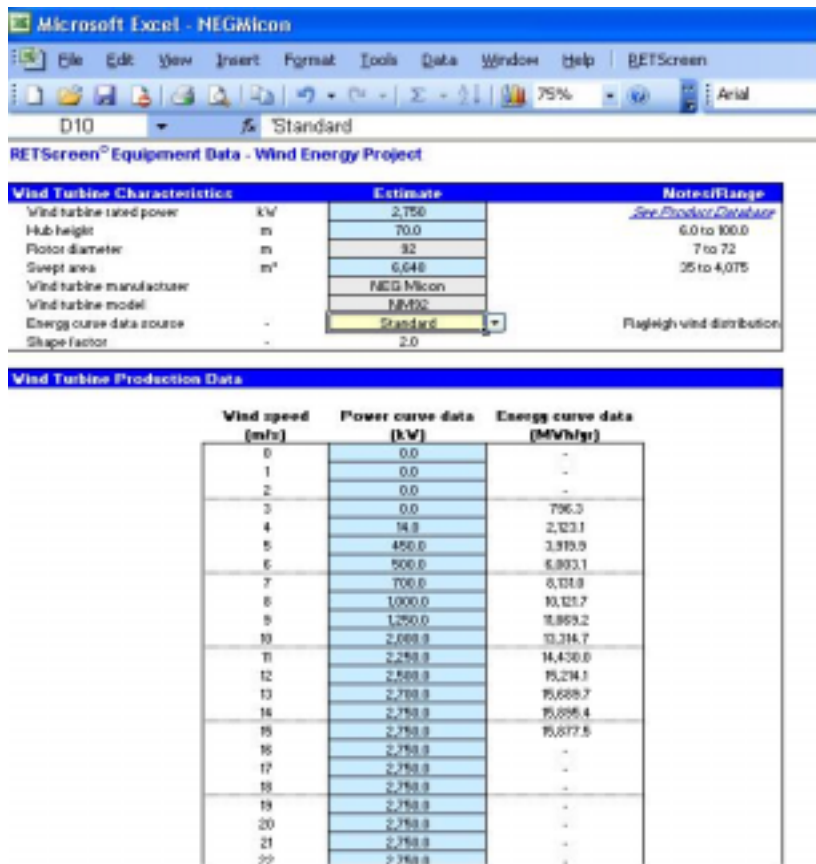 Microsoft Excel - NEGMicon
File Edit View Insert Format Tools Data Window Help RETScreen
75% Arial
D10 fx 'Standard
RETScreen® Equipment Data - Wind Energy Project
Wind Turbine Characteristics Estimate Notes/Range
Wind turbine rated power kW 2,750 See Product Database
Hub height m 70.0 6.0 to 100.0
Rotor diameter m 92 7 to 72
Swept area m² 6,648 35 to 4,075
Wind turbine manufacturer NEG Micon
Wind turbine model NM92
Energy curve data source - Standard Rayleigh wind distribution
Shape factor - 2.0
Wind Turbine Production Data
Wind speed Power curve data Energy curve data
(m/s) (kW) (MWh/yr)
0 0.0 -
1 0.0 -
2 0.0 -
3 0.0 796.3
4 14.0 2,123.1
5 450.0 3,919.9
6 500.0 6,003.1
7 700.0 8,131.0
8 1,000.0 10,121.7
9 1,250.0 11,869.2
10 2,000.0 13,314.7
11 2,250.0 14,430.0
12 2,500.0 15,214.1
13 2,700.0 15,689.7
14 2,750.0 15,895.4
15 2,750.0 15,877.5
16 2,750.0 -
17 2,750.0 -
18 2,750.0 -
19 2,750.0 -
20 2,750.0 -
21 2,750.0 -
22 2,750.0